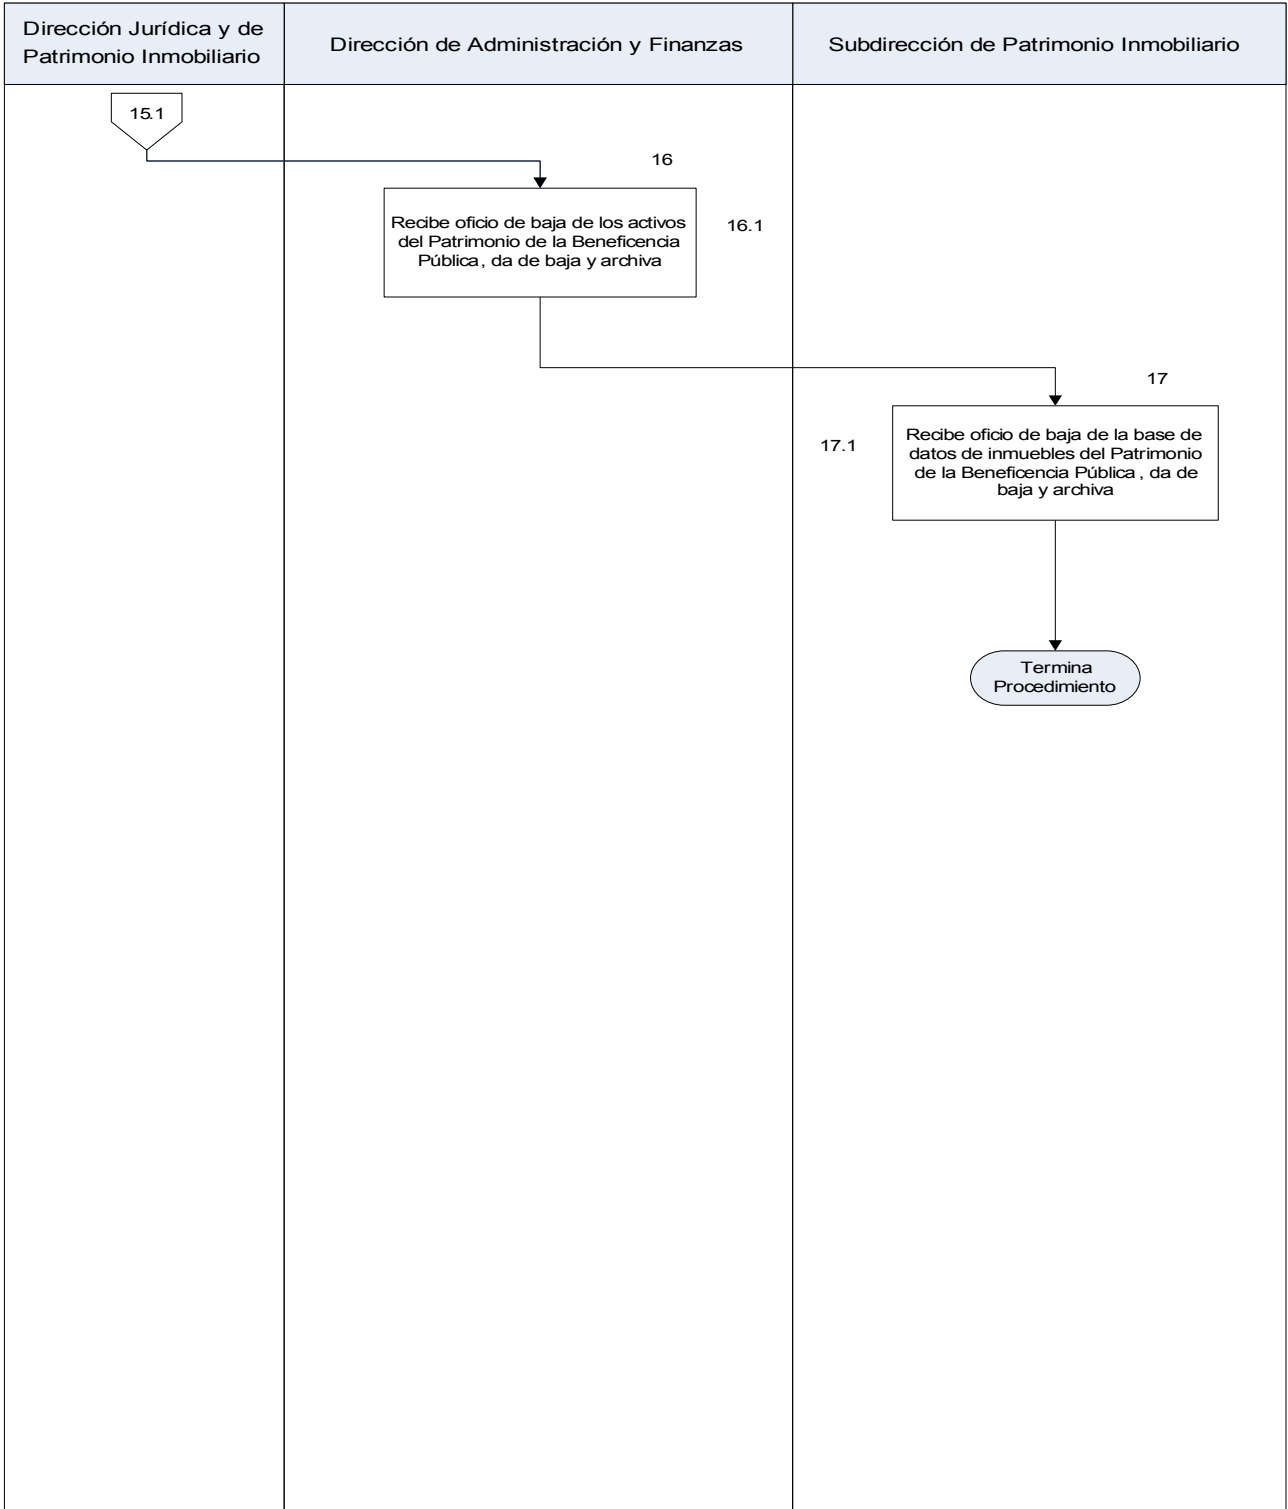 Dirección Jurídica y de
Patrimonio Inmobiliario
Dirección de Administración y Finanzas
Subdirección de Patrimonio Inmobiliario
15.1
16
Recibe oficio de baja de los activos
del Patrimonio de la Beneficencia
Pública, da de baja y archiva
16.1
17
17.1
Recibe oficio de baja de la base de
datos de inmuebles del Patrimonio
de la Beneficencia Pública, da de
baja y archiva
Termina
Procedimiento